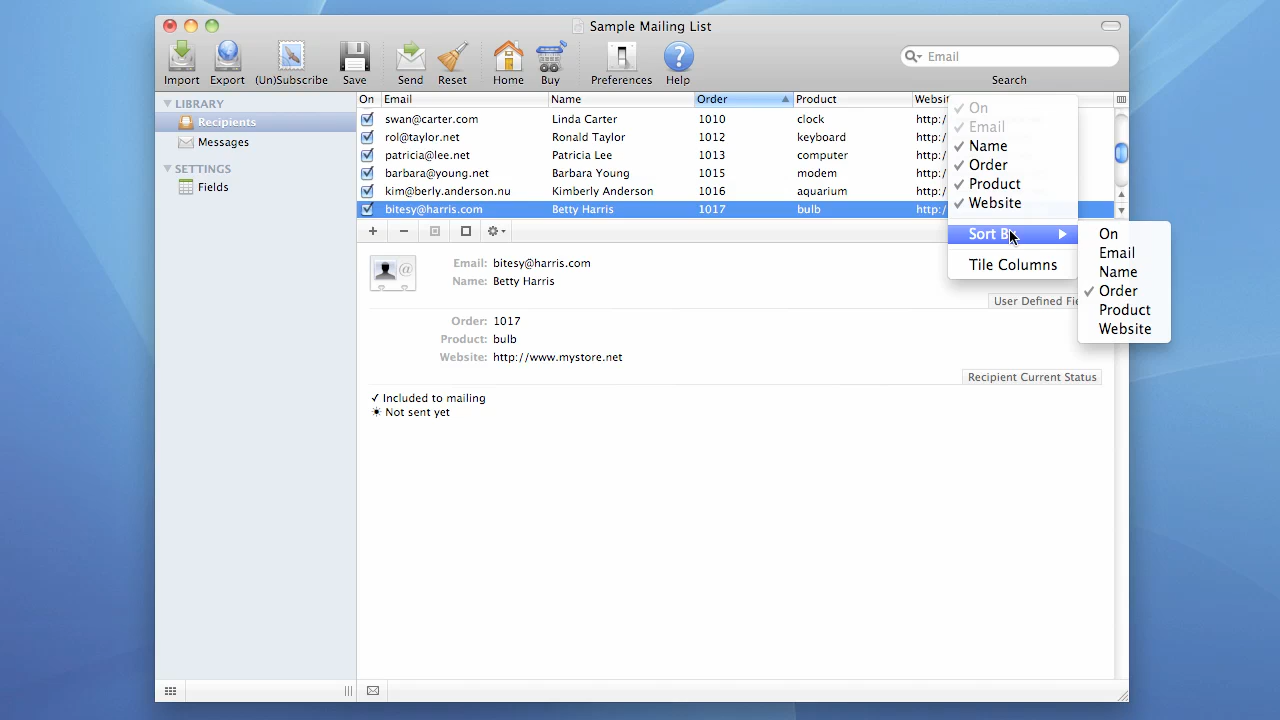 Sample Mailing List
Import Export (Un)Subscribe Save Send Reset Home Buy Preferences Help
Email
Search
LIBRARY
Recipients
Messages
SETTINGS
Fields
On Email Name Order Product
swan@carter.com Linda Carter 1010 clock http:
rol@taylor.net Ronald Taylor 1012 keyboard http:
patricia@lee.net Patricia Lee 1013 computer http:
barbara@young.net Barbara Young 1015 modem http:
kim@berly.anderson.nu Kimberly Anderson 1016 aquarium http:
bitesy@harris.com Betty Harris 1017 bulb http:
On
Email
Name
Order
Product
Website
Sort
Tile Columns
On
Email
Name
Order
Product
Website
Email: bitesy@harris.com
Name: Betty Harris
User Defined
Order: 1017
Product: bulb
Website: http://www.mystore.net
Recipient Current Status
✓ Included to mailing
☀ Not sent yet